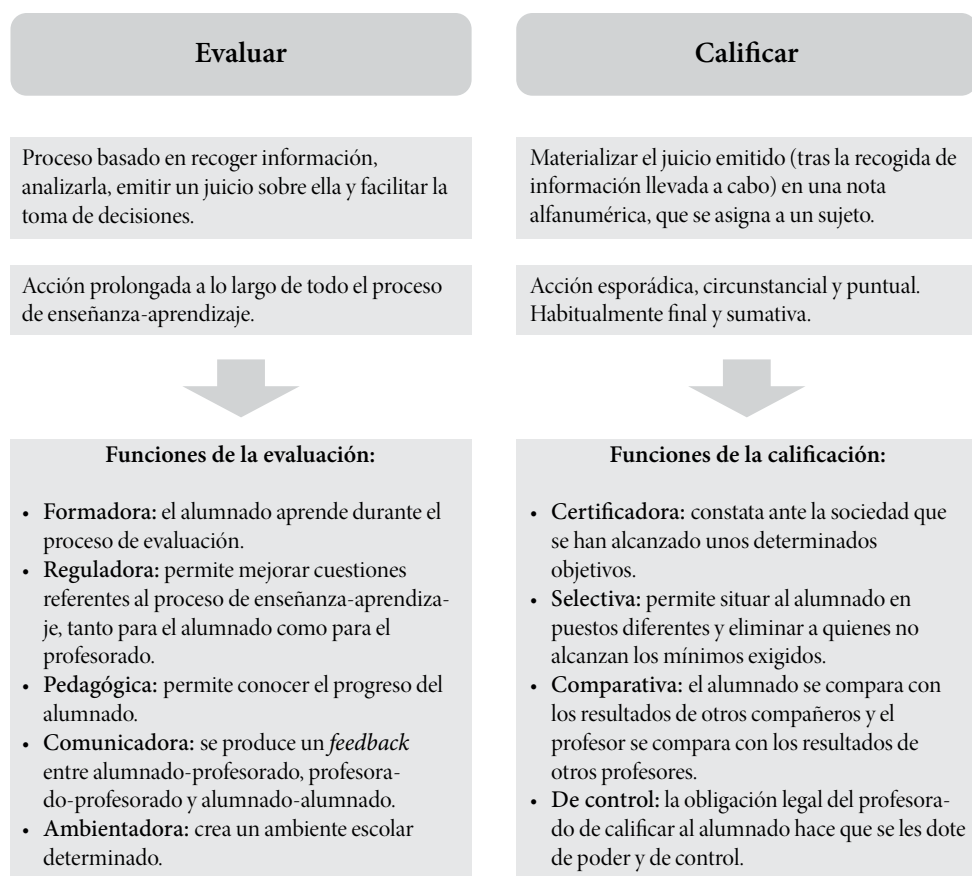 Evaluar
Proceso basado en recoger información,
analizarla, emitir un juicio sobre ella y facilitar la
toma de decisiones.
Acción prolongada a lo largo de todo el proceso
de enseñanza-aprendizaje.
Funciones de la evaluación:
• Formadora: el alumnado aprende durante el
proceso de evaluación.
• Reguladora: permite mejorar cuestiones
referentes al proceso de enseñanza-aprendiza-
je, tanto para el alumnado como para el
profesorado.
• Pedagógica: permite conocer el progreso del
alumnado.
• Comunicadora: se produce un feedback
entre alumnado-profesorado, profesora-
do-profesorado y alumnado-alumnado.
• Ambientadora: crea un ambiente escolar
determinado.
Calificar
Materializar el juicio emitido (tras la recogida de
información llevada a cabo) en una nota
alfanumérica, que se asigna a un sujeto.
Acción esporádica, circunstancial y puntual.
Habitualmente final y sumativa.
Funciones de la calificación:
• Certificadora: constata ante la sociedad que
se han alcanzado unos determinados
objetivos.
• Selectiva: permite situar al alumnado en
puestos diferentes y eliminar a quienes no
alcanzan los mínimos exigidos.
• Comparativa: el alumnado se compara con
los resultados de otros compañeros y el
profesor se compara con los resultados de
otros profesores.
• De control: la obligación legal del profesora-
do de calificar al alumnado hace que se les dote
de poder y de control.